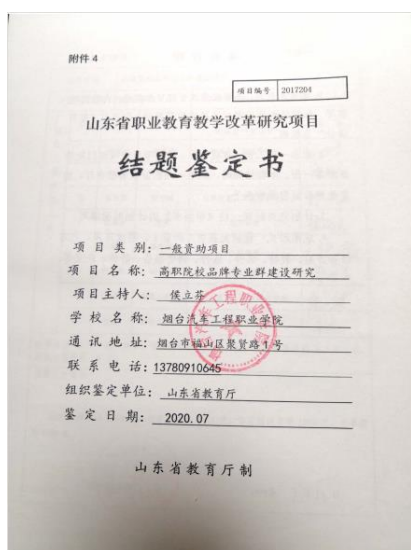 附件 4
项目编号 2017204
山东省职业教育教学改革研究项目
结题鉴定书
项目类别：一般资助项目
项目名称：高职院校品牌专业群建设研究
项目主持人：侯立芬
学校名称：烟台汽车工程职业学院
通讯地址：烟台市福山区聚贤路1号
联系电话：13780910645
组织鉴定单位：山东省教育厅
鉴定日期：2020.07
山东省教育厅制